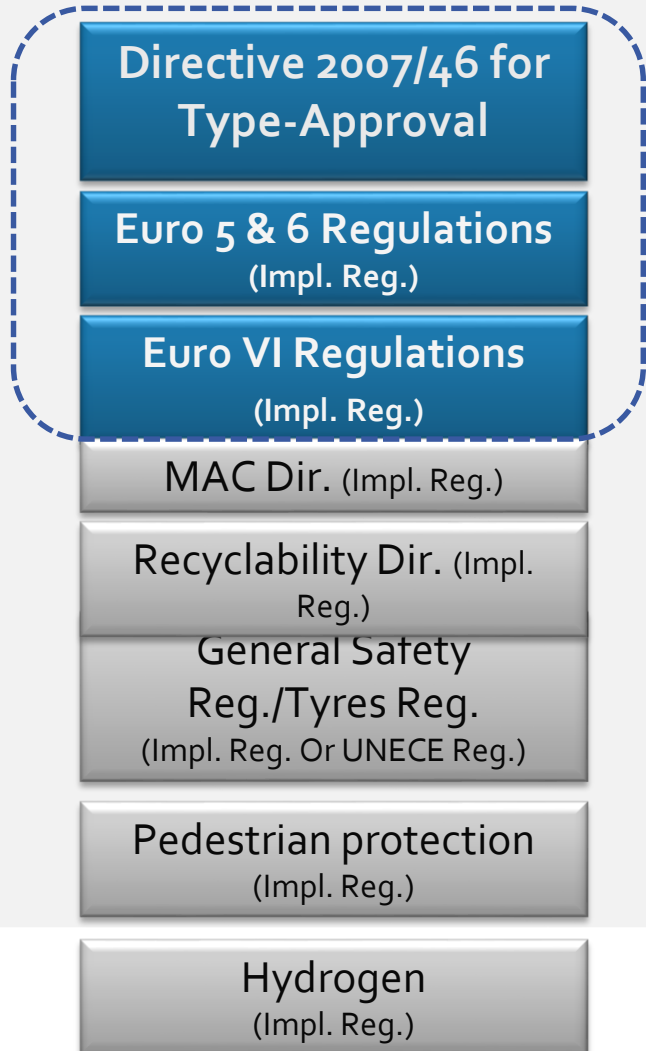 Directive 2007/46 for
Type-Approval
Euro 5 & 6 Regulations
(Impl. Reg.)
Euro VI Regulations
(Impl. Reg.)
MAC Dir. (Impl. Reg.)
Recyclability Dir. (Impl.
Reg.)
General Safety
Reg./Tyres Reg.
(Impl. Reg. Or UNECE Reg.)
Pedestrian protection
(Impl. Reg.)
Hydrogen
(Impl. Reg.)